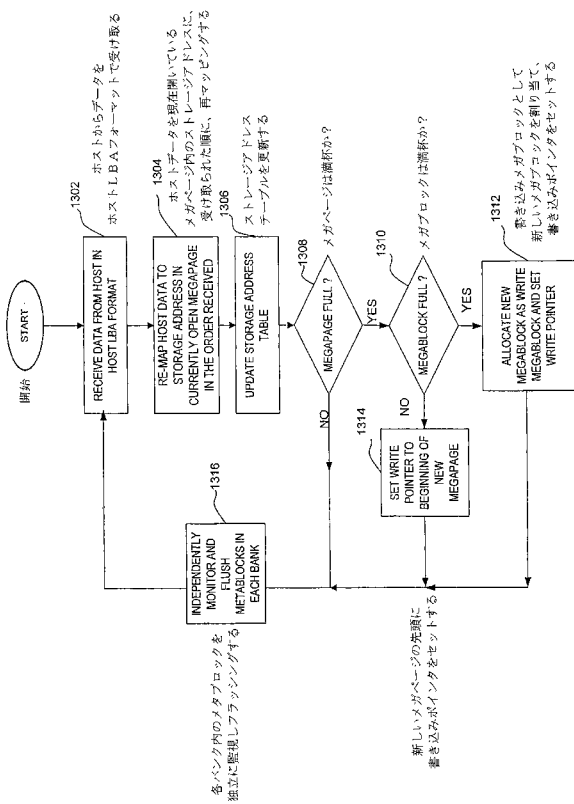 開始
START
1302
ホストからデータを
ホストLBAフォーマットで受け取る
RECEIVE DATA FROM HOST IN
HOST LBA FORMAT
1304
ホストデータを現在開いている
メガページ内のストレージアドレスに、
受け取られた順に、再マッピングする
RE-MAP HOST DATA TO
STORAGE ADDRESS IN
CURRENTLY OPEN MEGAPAGE
IN THE ORDER RECEIVED
1306
ストレージアドレス
テーブルを更新する
UPDATE STORAGE ADDRESS
TABLE
1308
メガページは満杯か?
MEGAPAGE FULL ?
NO
YES
1310
メガブロックは満杯か?
MEGABLOCK FULL ?
NO
YES
1312
書き込みメガブロックとして
新しいメガブロックを割り当て、
書き込みポインタをセットする
ALLOCATE NEW
MEGABLOCK AS WRITE
MEGABLOCK AND SET
WRITE POINTER
1314
SET WRITE
POINTER TO
BEGINNING OF
NEW
MEGAPAGE
新しいメガページの先頭に
書き込みポインタをセットする
1316
INDEPENDENTLY
MONITOR AND
FLUSH
METABLOCKS IN
EACH BANK
各バンク内のメタブロックを
独立に監視しフラッシングする